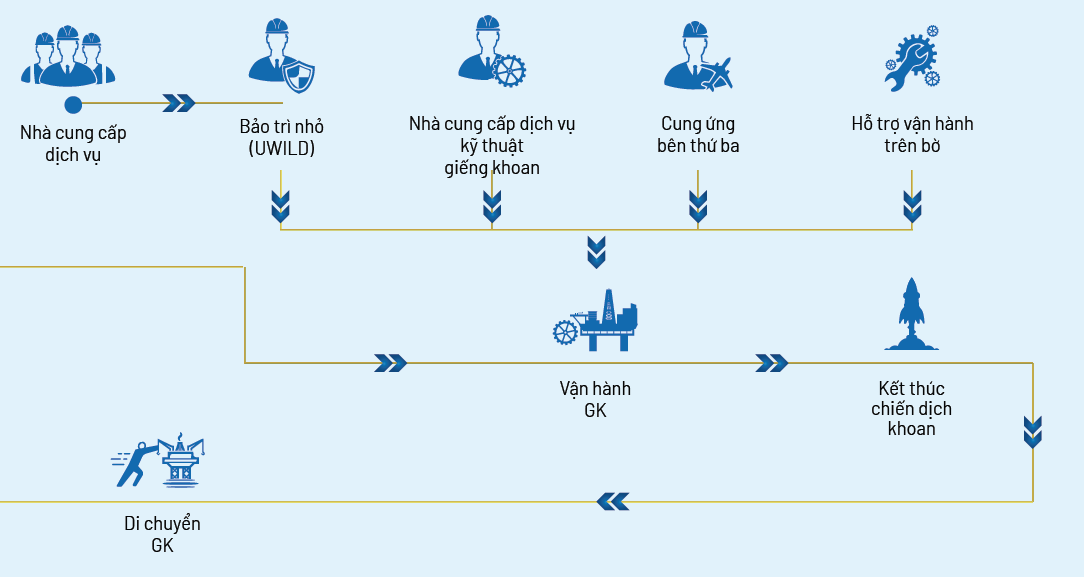 Nhà cung cấp
dịch vụ
Bảo trì nhỏ
(UWILD)
Nhà cung cấp dịch vụ
kỹ thuật
giếng khoan
Cung ứng
bên thứ ba
Hỗ trợ vận hành
trên bờ
Vận hành
GK
Kết thúc
chiến dịch
khoan
Di chuyển
GK